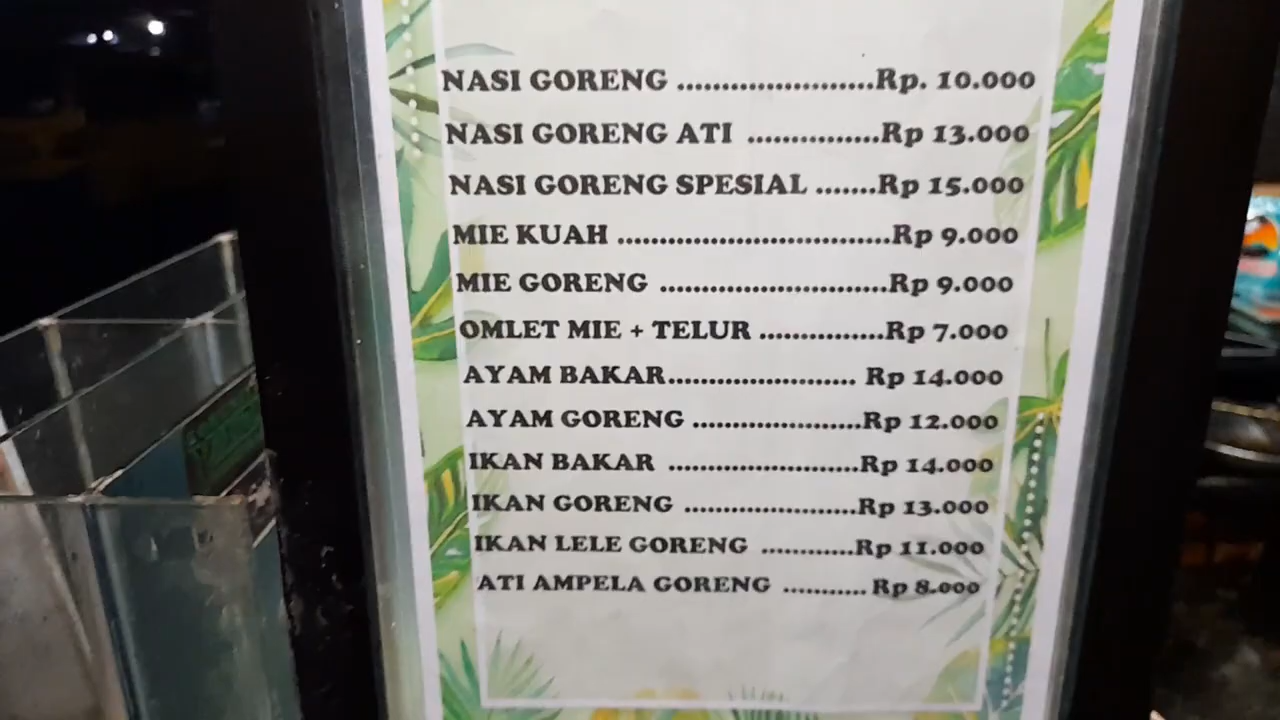 NASI GORENG ......................Rp. 10.000
NASI GORENG ATI ..............Rp 13.000
NASI GORENG SPESIAL .......Rp 15.000
MIE KUAH ..............................Rp 9.000
MIE GORENG .........................Rp 9.000
OMLET MIE + TELUR ..............Rp 7.000
AYAM BAKAR....................... Rp 14.000
AYAM GORENG ....................Rp 12.000
IKAN BAKAR .......................Rp 14.000
IKAN GORENG .....................Rp 13.000
IKAN LELE GORENG ............Rp 11.000
ATI AMPELA GORENG ........... Rp 8.000